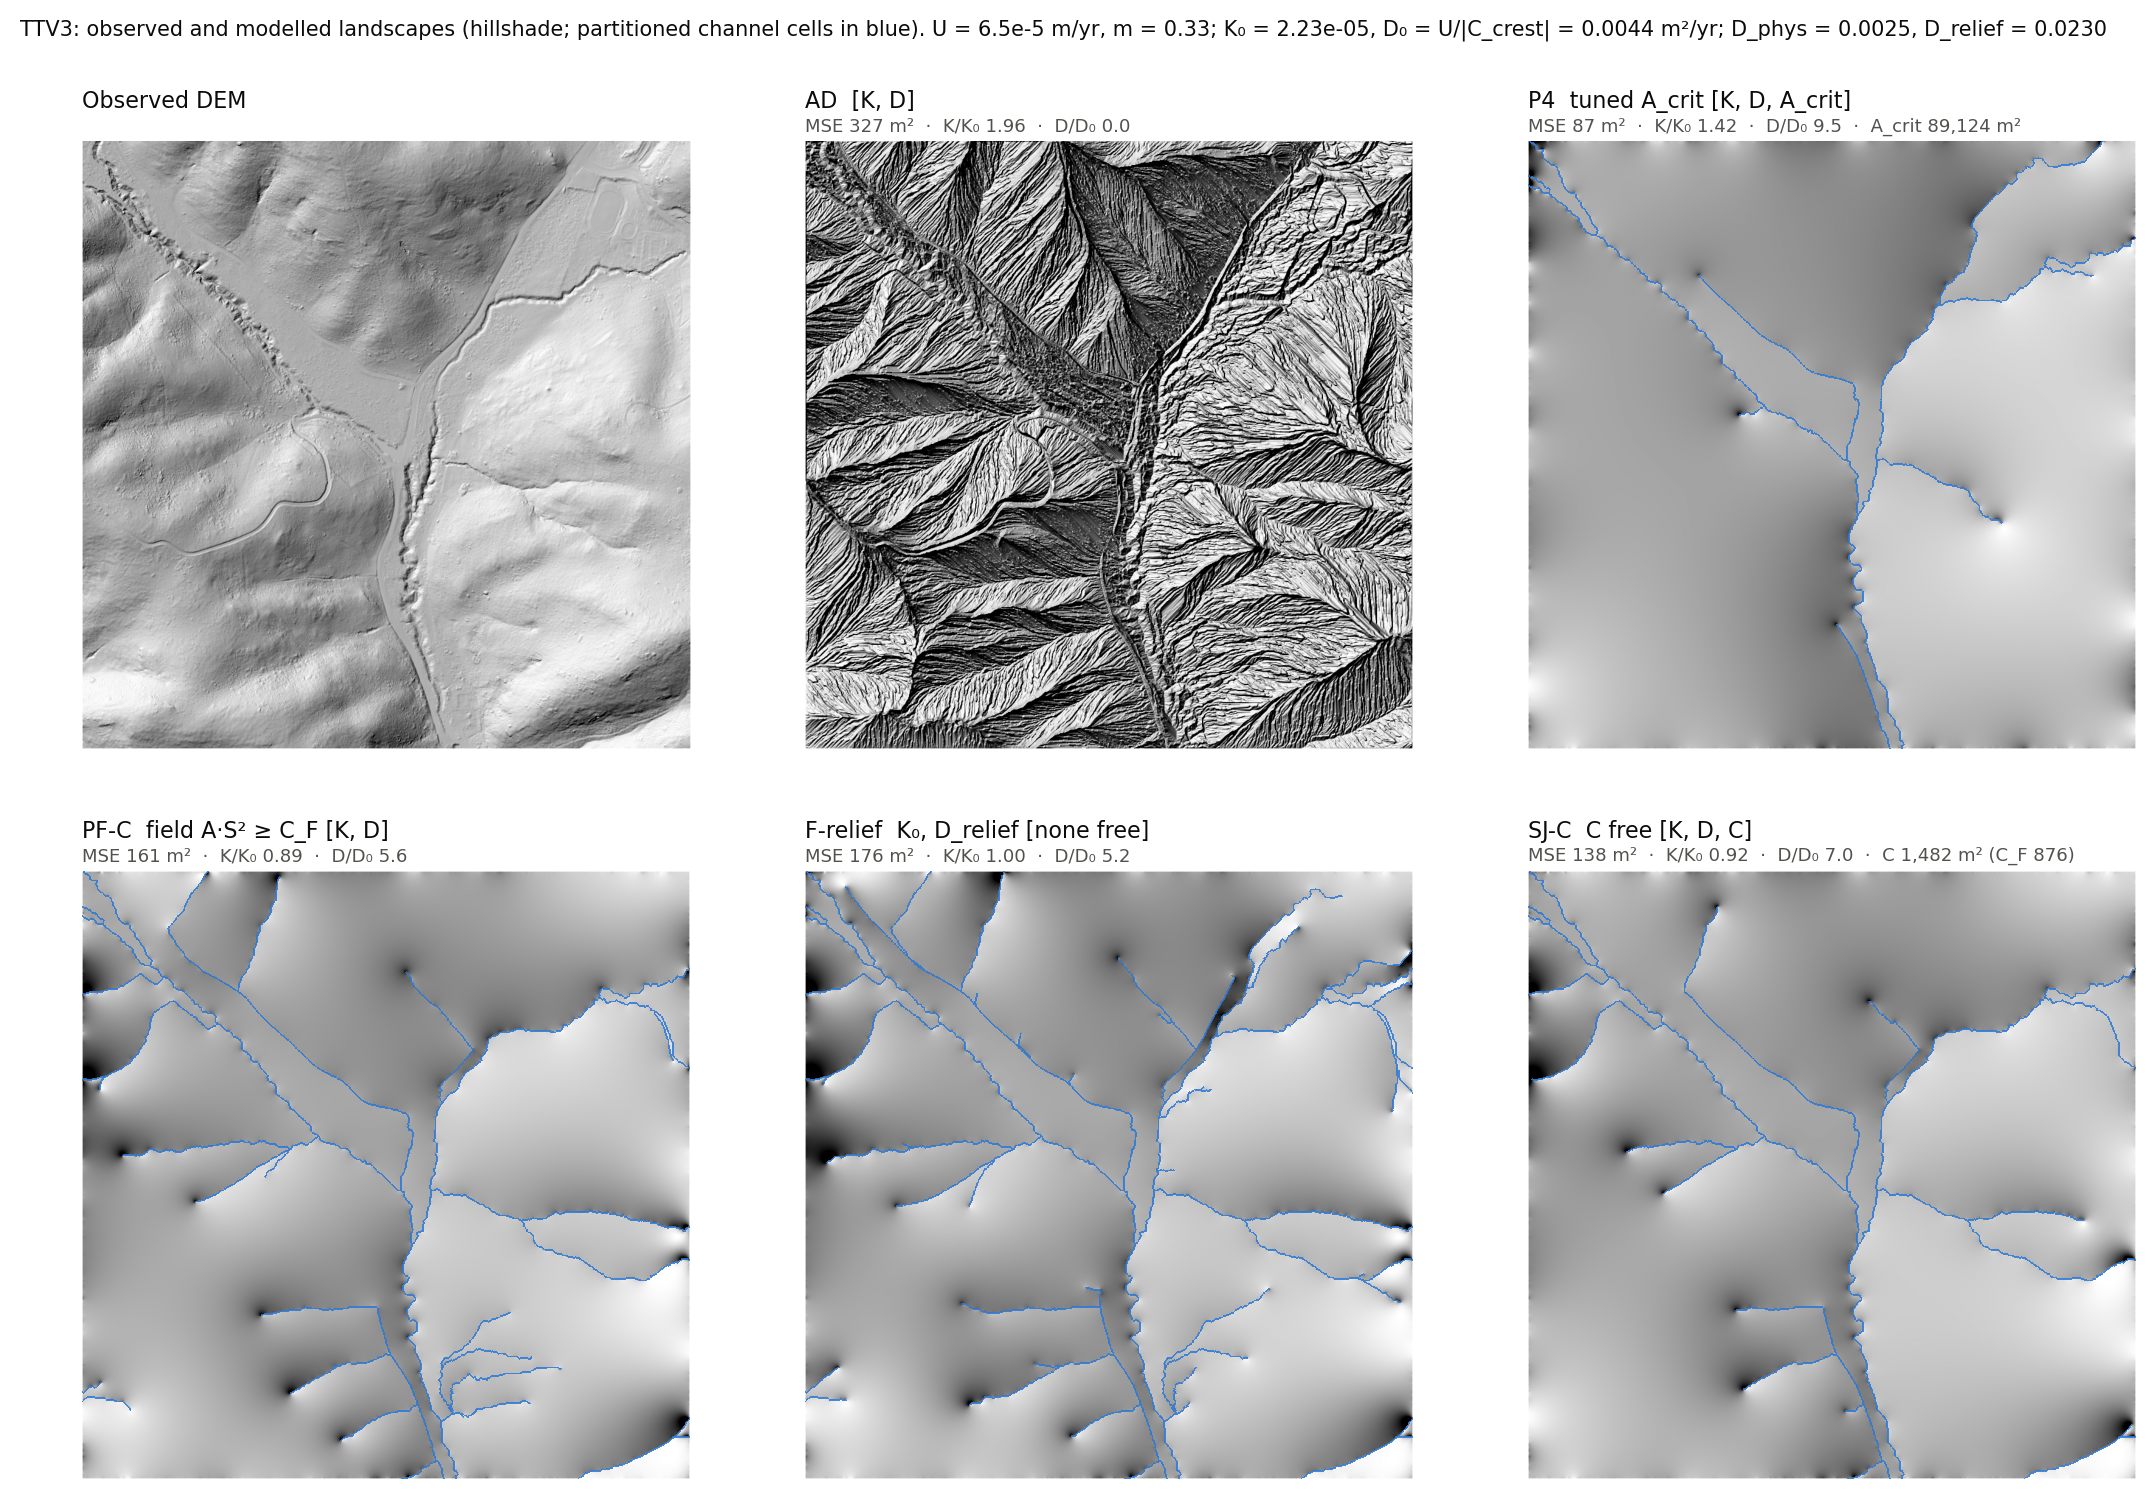 TTV3: observed and modelled landscapes (hillshade; partitioned channel cells in blue). U = 6.5e-5 m/yr, m = 0.33; K₀ = 2.23e-05, D₀ = U/|C_crest| = 0.0044 m²/yr; D_phys = 0.0025, D_relief = 0.0230
Observed DEM
AD  [K, D]
MSE 327 m²  ·  K/K₀ 1.96  ·  D/D₀ 0.0
P4  tuned A_crit [K, D, A_crit]
MSE 87 m²  ·  K/K₀ 1.42  ·  D/D₀ 9.5  ·  A_crit 89,124 m²
PF-C  field A·S² ≥ C_F [K, D]
MSE 161 m²  ·  K/K₀ 0.89  ·  D/D₀ 5.6
F-relief  K₀, D_relief [none free]
MSE 176 m²  ·  K/K₀ 1.00  ·  D/D₀ 5.2
SJ-C  C free [K, D, C]
MSE 138 m²  ·  K/K₀ 0.92  ·  D/D₀ 7.0  ·  C 1,482 m² (C_F 876)